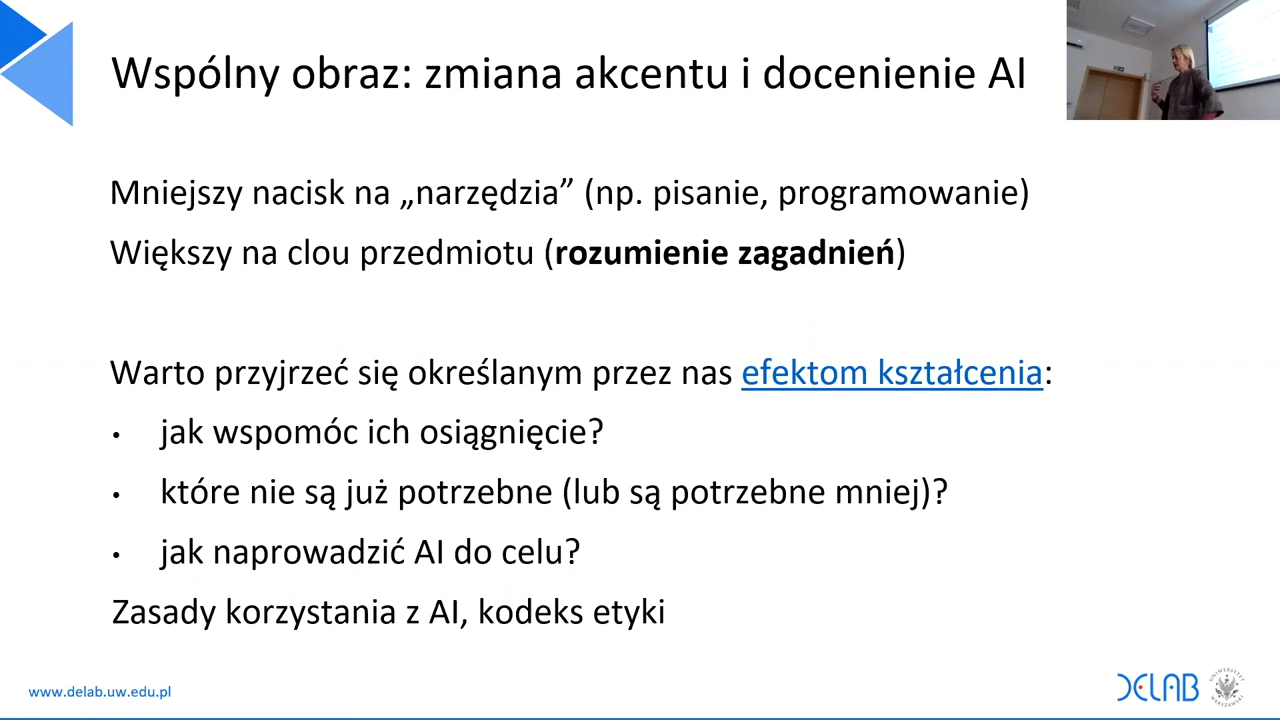 Wspólny obraz: zmiana akcentu i docenienie AI
Mniejszy nacisk na „narzędzia” (np. pisanie, programowanie)
Większy na clou przedmiotu (rozumienie zagadnień)
Warto przyjrzeć się określanym przez nas efektom kształcenia:
• jak wspomóc ich osiągnięcie?
• które nie są już potrzebne (lub są potrzebne mniej)?
• jak naprowadzić AI do celu?
Zasady korzystania z AI, kodeks etyki
www.delab.uw.edu.pl
DELAB
UNIWERSYTET WARSZAWSKI